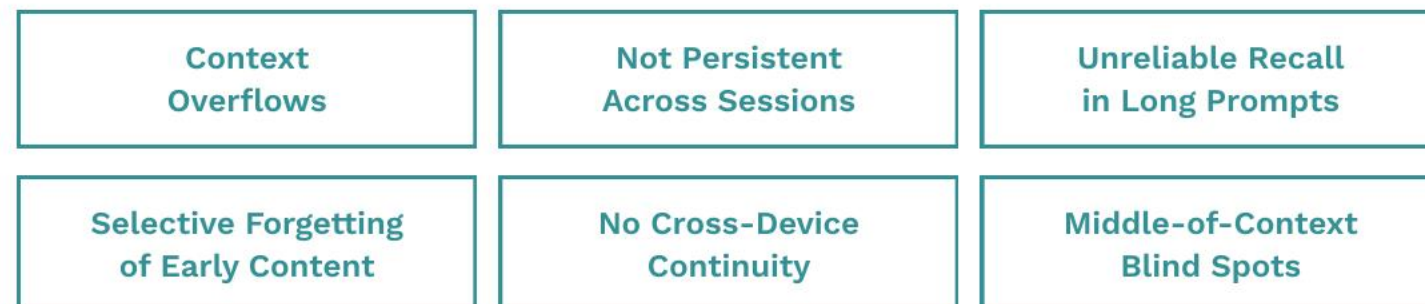 Context
Overflows
Not Persistent
Across Sessions
Unreliable Recall
in Long Prompts
Selective Forgetting
of Early Content
No Cross-Device
Continuity
Middle-of-Context
Blind Spots